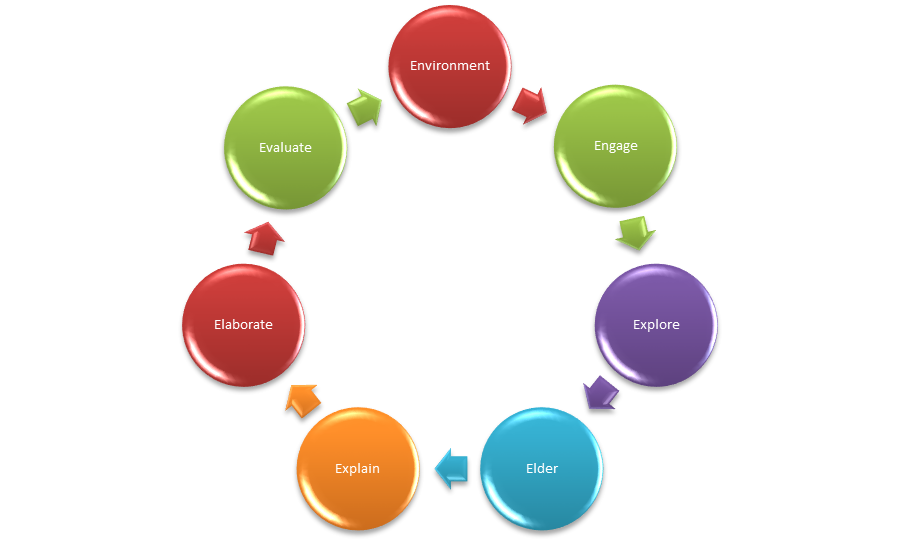 Environment
Engage
Explore
Elder
Explain
Elaborate
Evaluate